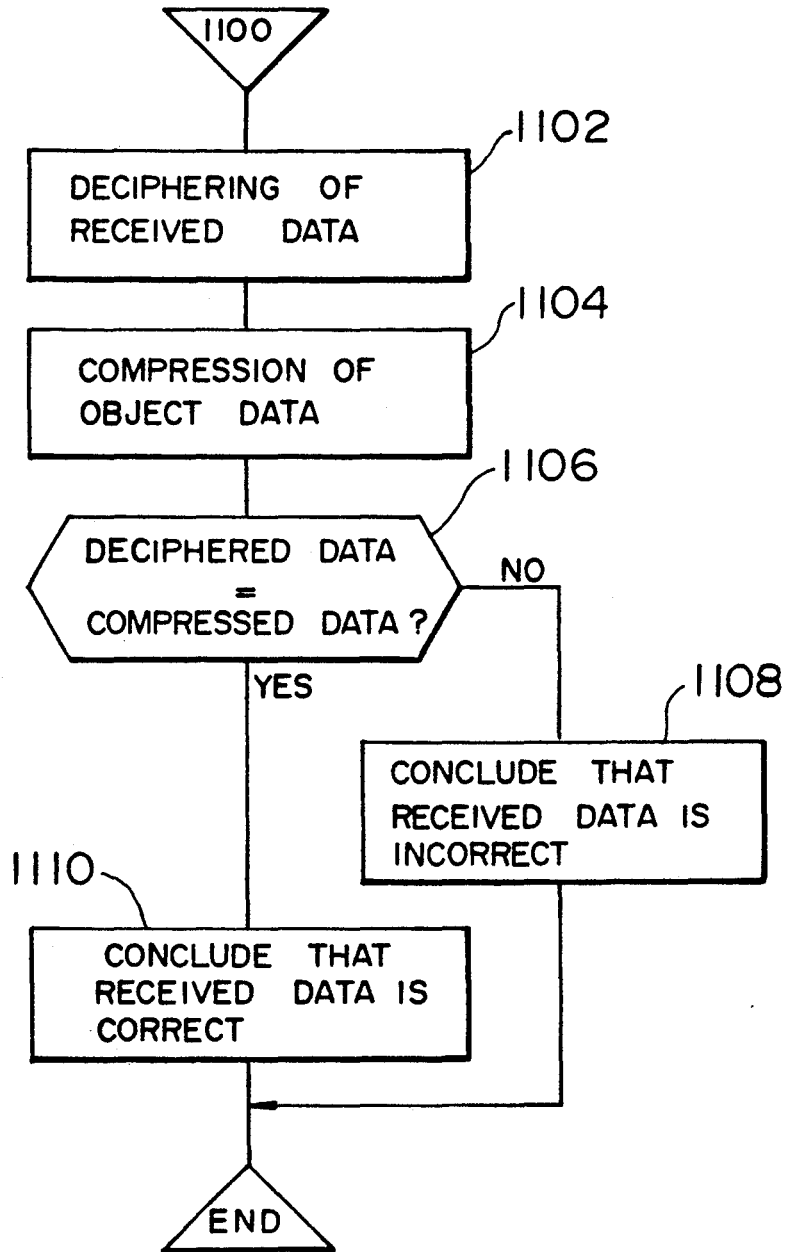 1100
1102
DECIPHERING OF
RECEIVED DATA
1104
COMPRESSION OF
OBJECT DATA
1106
DECIPHERED DATA
=
COMPRESSED DATA?
NO
YES
1108
CONCLUDE THAT
RECEIVED DATA IS
INCORRECT
1110
CONCLUDE THAT
RECEIVED DATA IS
CORRECT
END